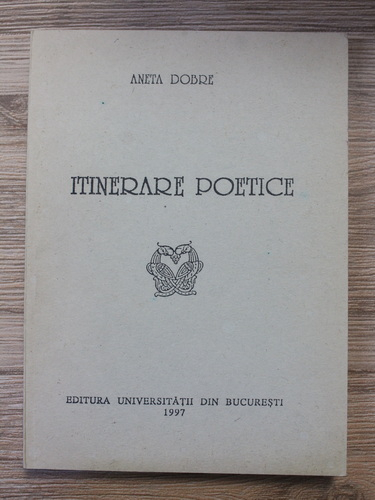 ANETA DOBRE
ITINERARE POETICE
EDITURA UNIVERSITĂȚII DIN BUCUREȘTI
1997